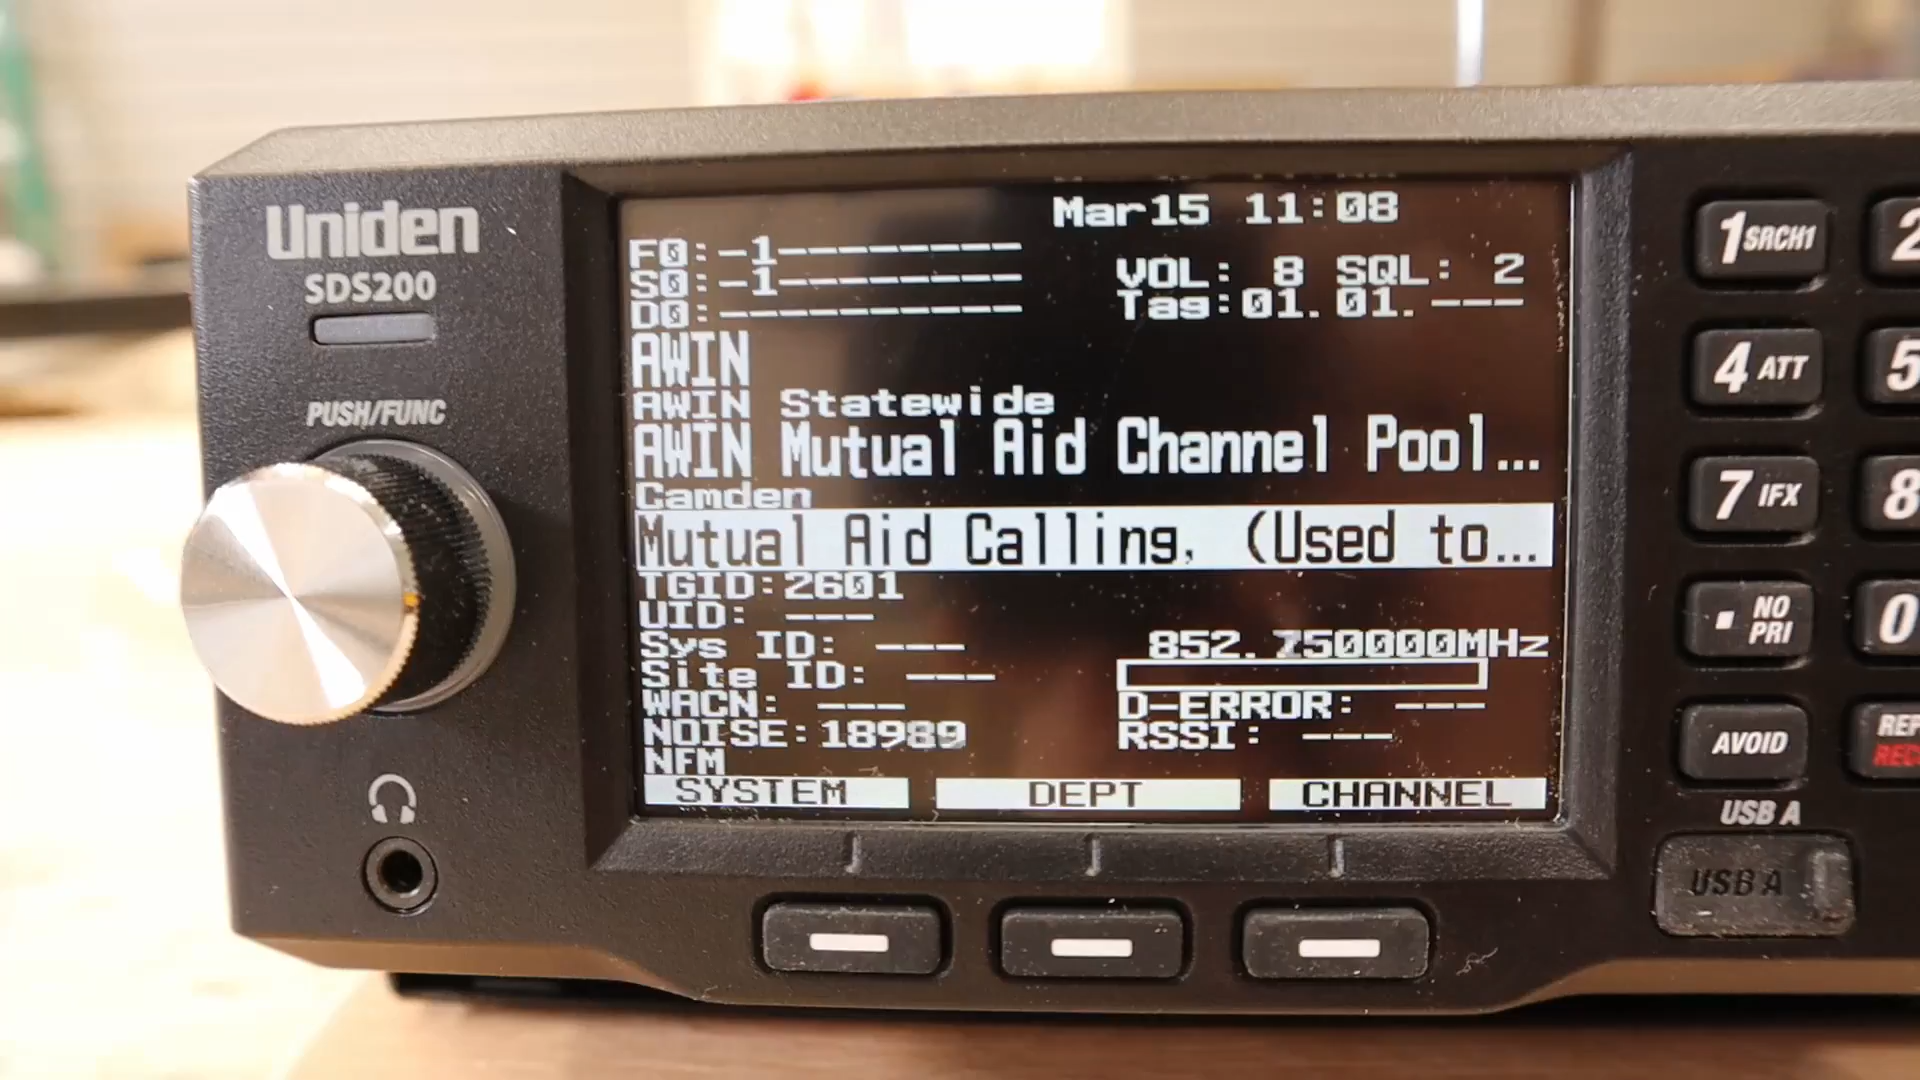 Uniden
SDS200
PUSH/FUNC
Mar15 11:08
F0:-1--------
S0:-1--------
D0:----------
VOL: 8 SQL: 2
Tag:01.01.---
AWIN
AWIN Statewide
AWIN Mutual Aid Channel Pool...
Camden
Mutual Aid Calling, (Used to...
TGID:2601
UID: ---
Sys ID: ---
852.750000MHz
Site ID: ---
WACN: ---
D-ERROR: ---
NOISE:18989
RSSI: ---
NFM
SYSTEM DEPT CHANNEL
1 SRCH1
2
4 ATT
5
7 IFX
8
. NO PRI
0
AVOID
USB A
USB A